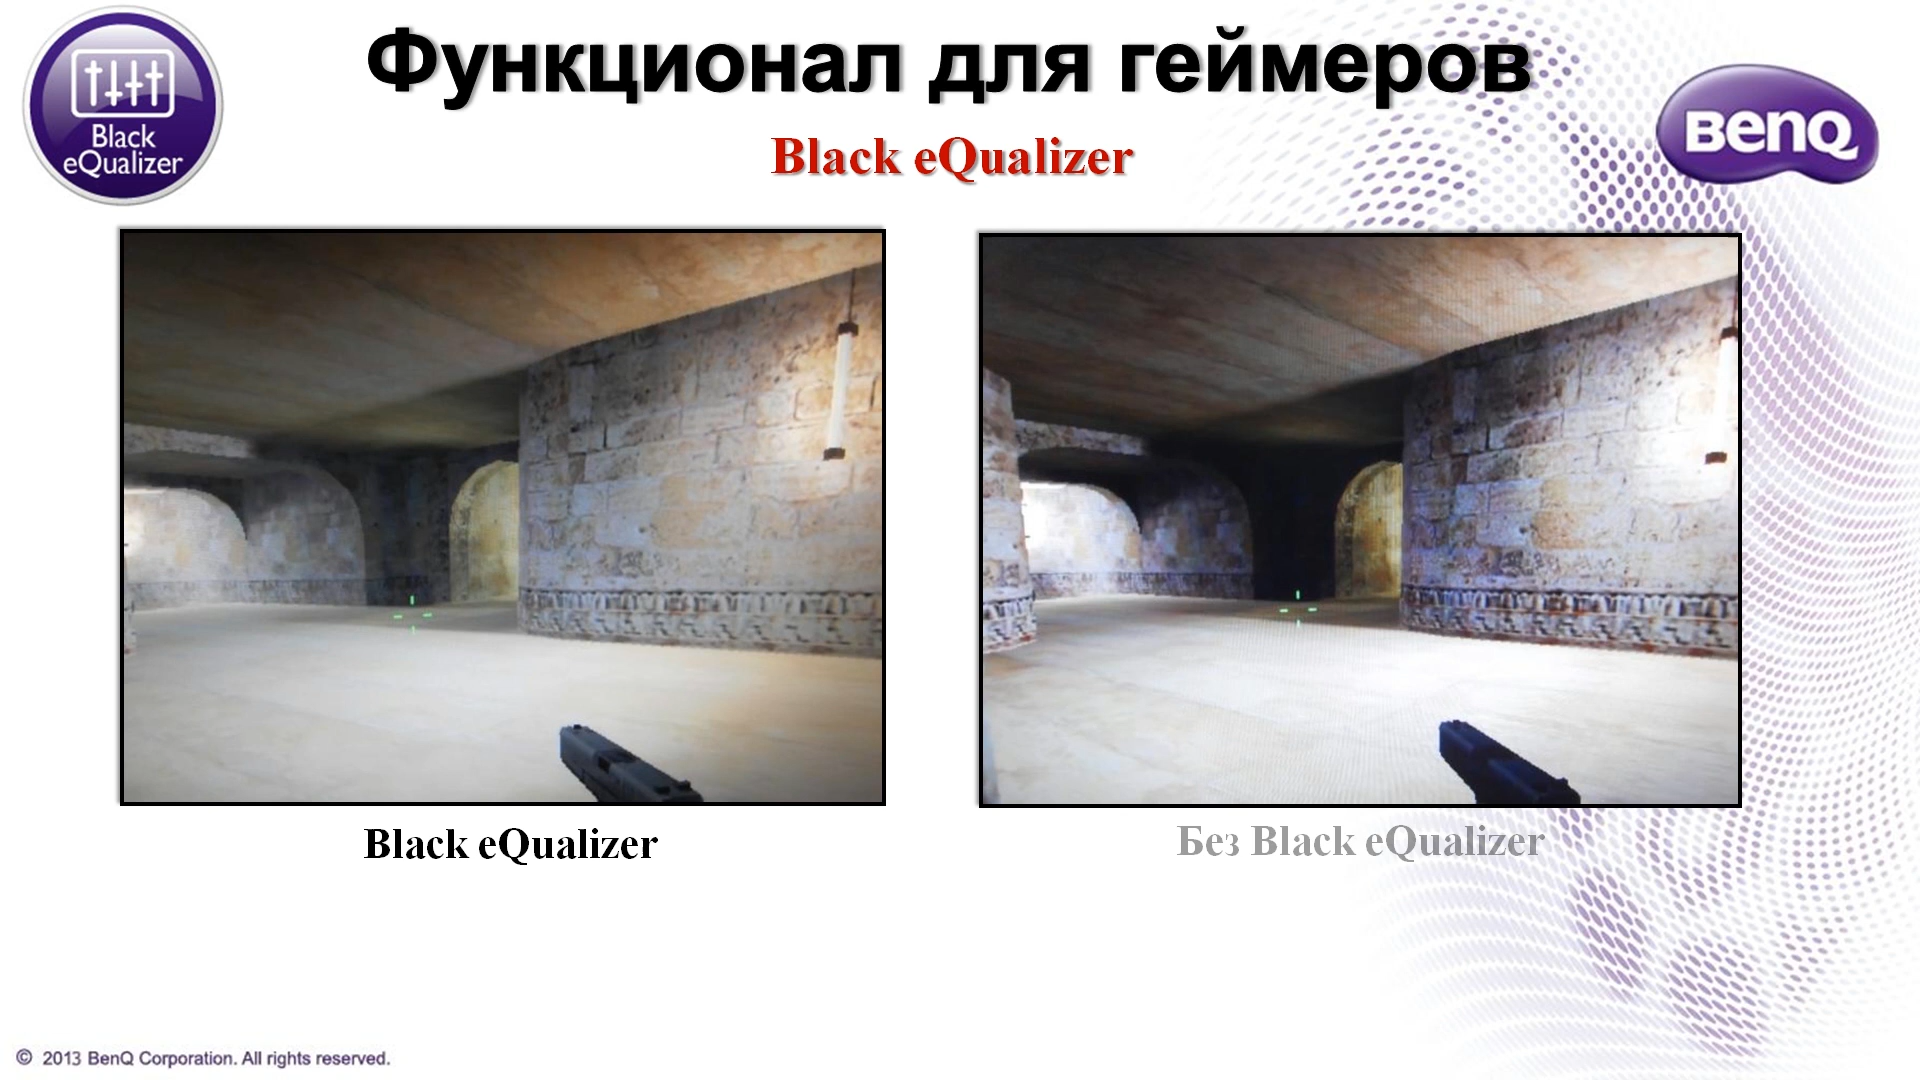 Функционал для геймеров
Black eQualizer
Black
eQualizer
BenQ
Black eQualizer
Без Black eQualizer
© 2013 BenQ Corporation. All rights reserved.